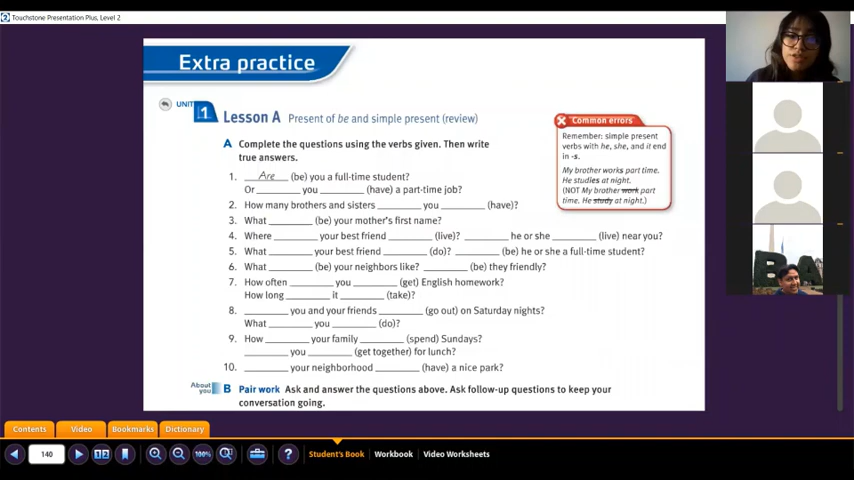 Touchstone Presentation Plus, Level 2
Extra practice
UNIT 1 Lesson A Present of be and simple present (review)
A Complete the questions using the verbs given. Then write
true answers.
1. Are (be) you a full-time student?
Or ________ you ________ (have) a part-time job?
2. How many brothers and sisters ________ you ________ (have)?
3. What ________ (be) your mother's first name?
4. Where ________ your best friend ________ (live)? ________ he or she ________ (live) near you?
5. What ________ your best friend ________ (do)? ________ (be) he or she a full-time student?
6. What ________ (be) your neighbors like? ________ (be) they friendly?
7. How often ________ you ________ (get) English homework?
How long ________ it ________ (take)?
8. ________ you and your friends ________ (go out) on Saturday nights?
What ________ you ________ (do)?
9. How ________ your family ________ (spend) Sundays?
________ you ________ (get together) for lunch?
10. ________ your neighborhood ________ (have) a nice park?
About you B Pair work Ask and answer the questions above. Ask follow-up questions to keep your
conversation going.
Common errors
Remember: simple present
verbs with he, she, and it end
in -s.
My brother works part time.
He studies at night.
(NOT My brother work part
time. He study at night.)
BA
Contents Video Bookmarks Dictionary
140 1 2 100% ? Student's Book Workbook Video Worksheets